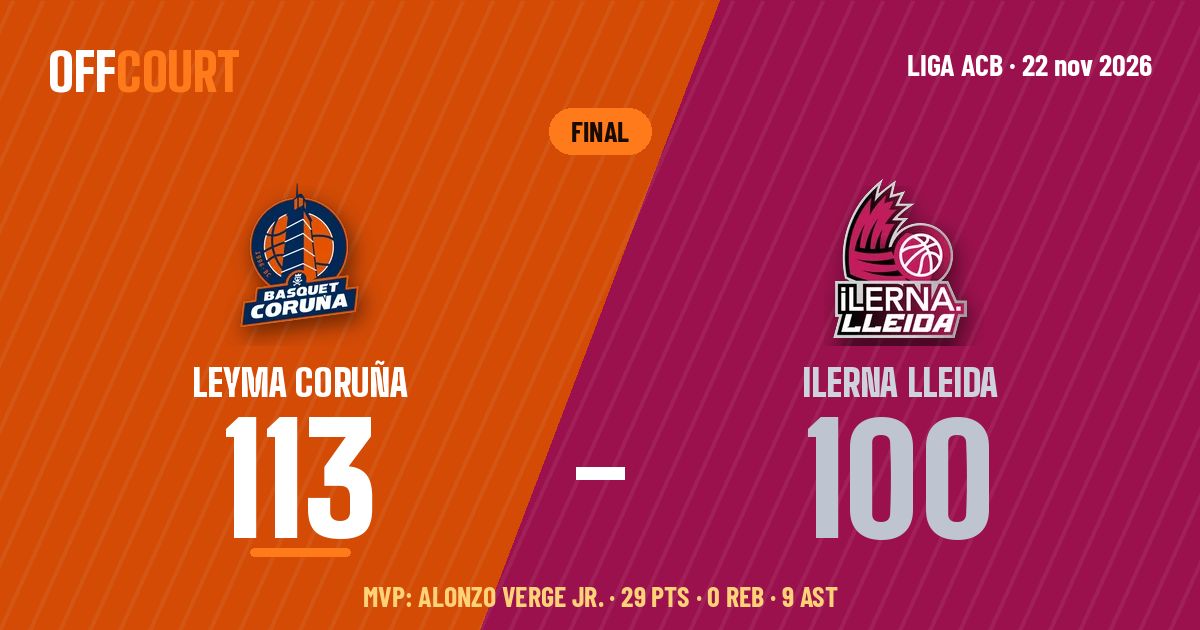 OFFCOURT
LIGA ACB · 22 nov 2026
FINAL
BASQUET
CORUÑA
iLERNA.
LLEIDA
LEYMA CORUÑA
ILERNA LLEIDA
113
–
100
MVP: ALONZO VERGE JR. · 29 PTS · 0 REB · 9 AST